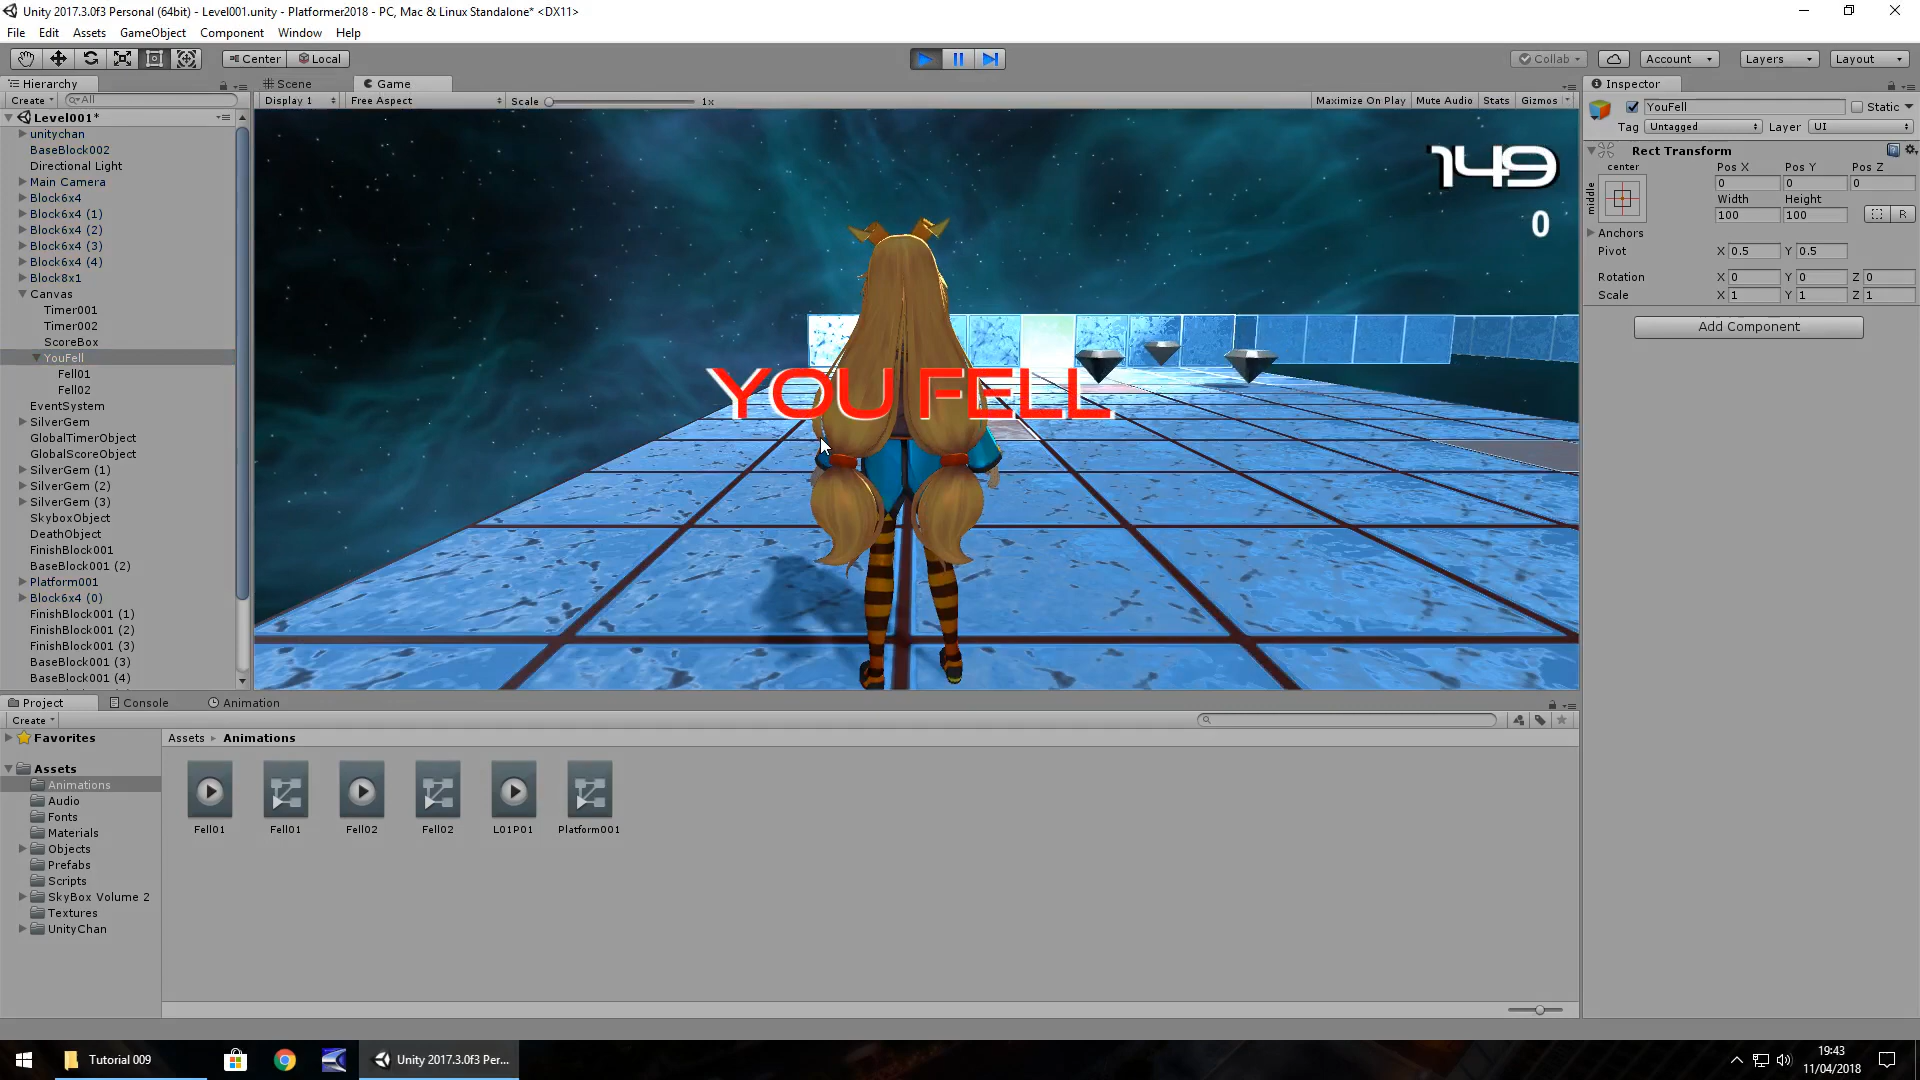 Unity 2017.3.0f3 Personal (64bit) - Level001.unity - Platformer2018 - PC, Mac & Linux Standalone* <DX11>
File Edit Assets GameObject Component Window Help
Center Local Collab Account Layers Layout
Hierarchy Scene Game Inspector
Create All Display 1 Free Aspect Scale 1x Maximize On Play Mute Audio Stats Gizmos
YouFell Static
Tag Untagged Layer UI
Level001*
unitychan
BaseBlock002
Directional Light
Main Camera
Block6x4
Block6x4 (1)
Block6x4 (2)
Block6x4 (3)
Block6x4 (4)
Block8x1
Canvas
Timer001
Timer002
ScoreBox
YouFell
Fell01
Fell02
EventSystem
SilverGem
GlobalTimerObject
GlobalScoreObject
SilverGem (1)
SilverGem (2)
SilverGem (3)
SkyboxObject
DeathObject
FinishBlock001
BaseBlock001 (2)
Platform001
Block6x4 (0)
FinishBlock001 (1)
FinishBlock001 (2)
FinishBlock001 (3)
BaseBlock001 (3)
BaseBlock001 (4)
149
0
YOU FELL
Rect Transform
center Pos X Pos Y Pos Z
middle 0 0 0
Width Height
100 100 R
Anchors
Pivot X 0.5 Y 0.5
Rotation X 0 Y 0 Z 0
Scale X 1 Y 1 Z 1
Add Component
Project Console Animation
Create
Favorites
Assets
Animations
Audio
Fonts
Materials
Objects
Prefabs
Scripts
SkyBox Volume 2
Textures
UnityChan
Assets Animations
Fell01 Fell01 Fell02 Fell02 L01P01 Platform001
Tutorial 009 Unity 2017.3.0f3 Per...
19:43
11/04/2018